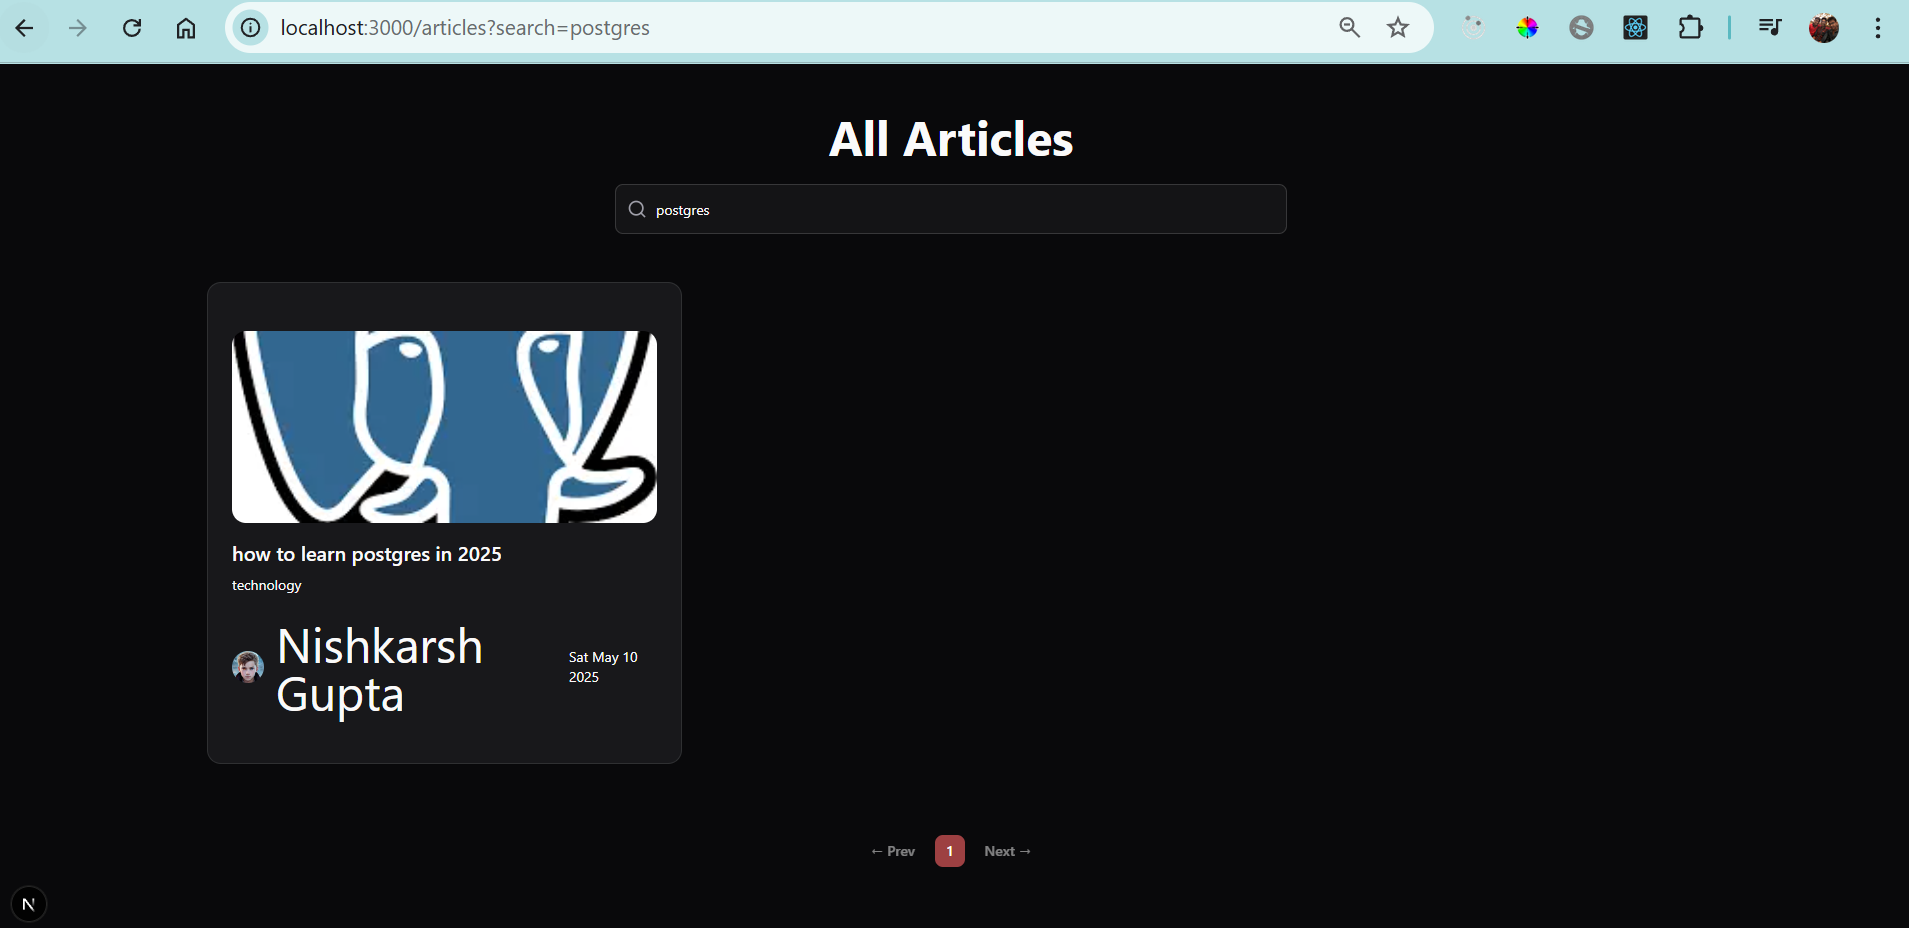 localhost:3000/articles?search=postgres
All Articles
postgres
how to learn postgres in 2025
technology
Nishkarsh
Gupta
Sat May 10
2025
← Prev 1 Next →
N